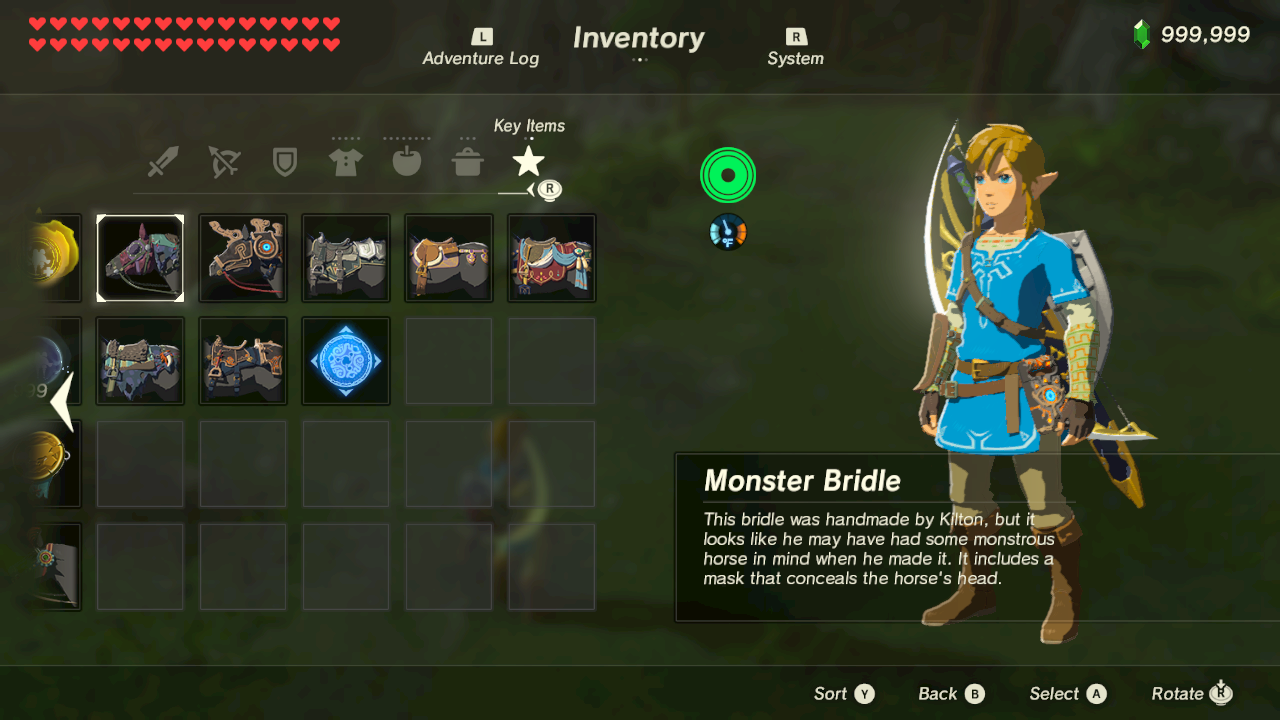 L
Adventure Log
Inventory
R
System
999,999
Key Items
R
°F
99
Monster Bridle
This bridle was handmade by Kilton, but it
looks like he may have had some monstrous
horse in mind when he made it. It includes a
mask that conceals the horse's head.
Sort Y
Back B
Select A
Rotate R